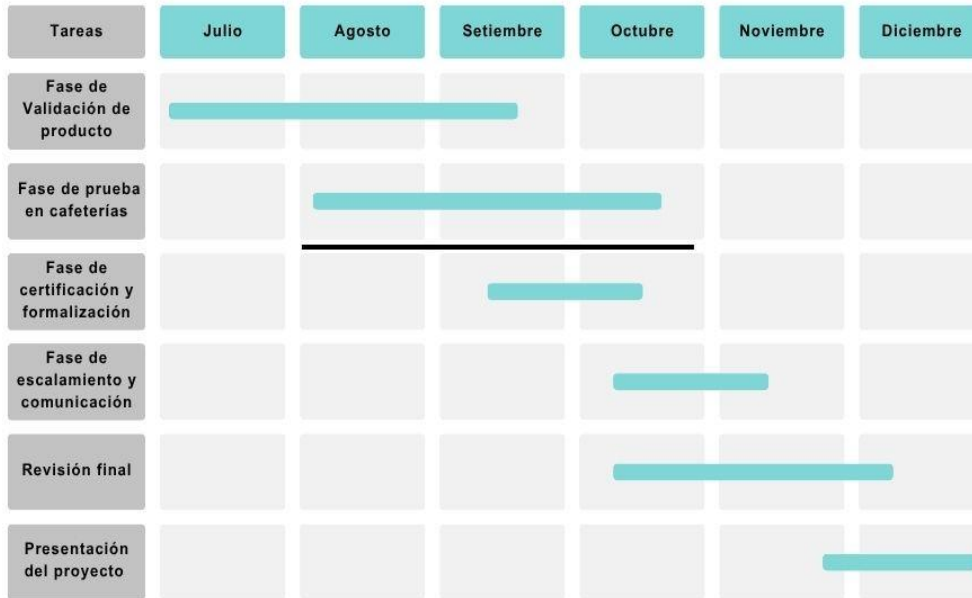 Tareas
Julio
Agosto
Setiembre
Octubre
Noviembre
Diciembre
Fase de
Validación de
producto
Fase de prueba
en cafeterías
Fase de
certificación y
formalización
Fase de
escalamiento y
comunicación
Revisión final
Presentación
del proyecto